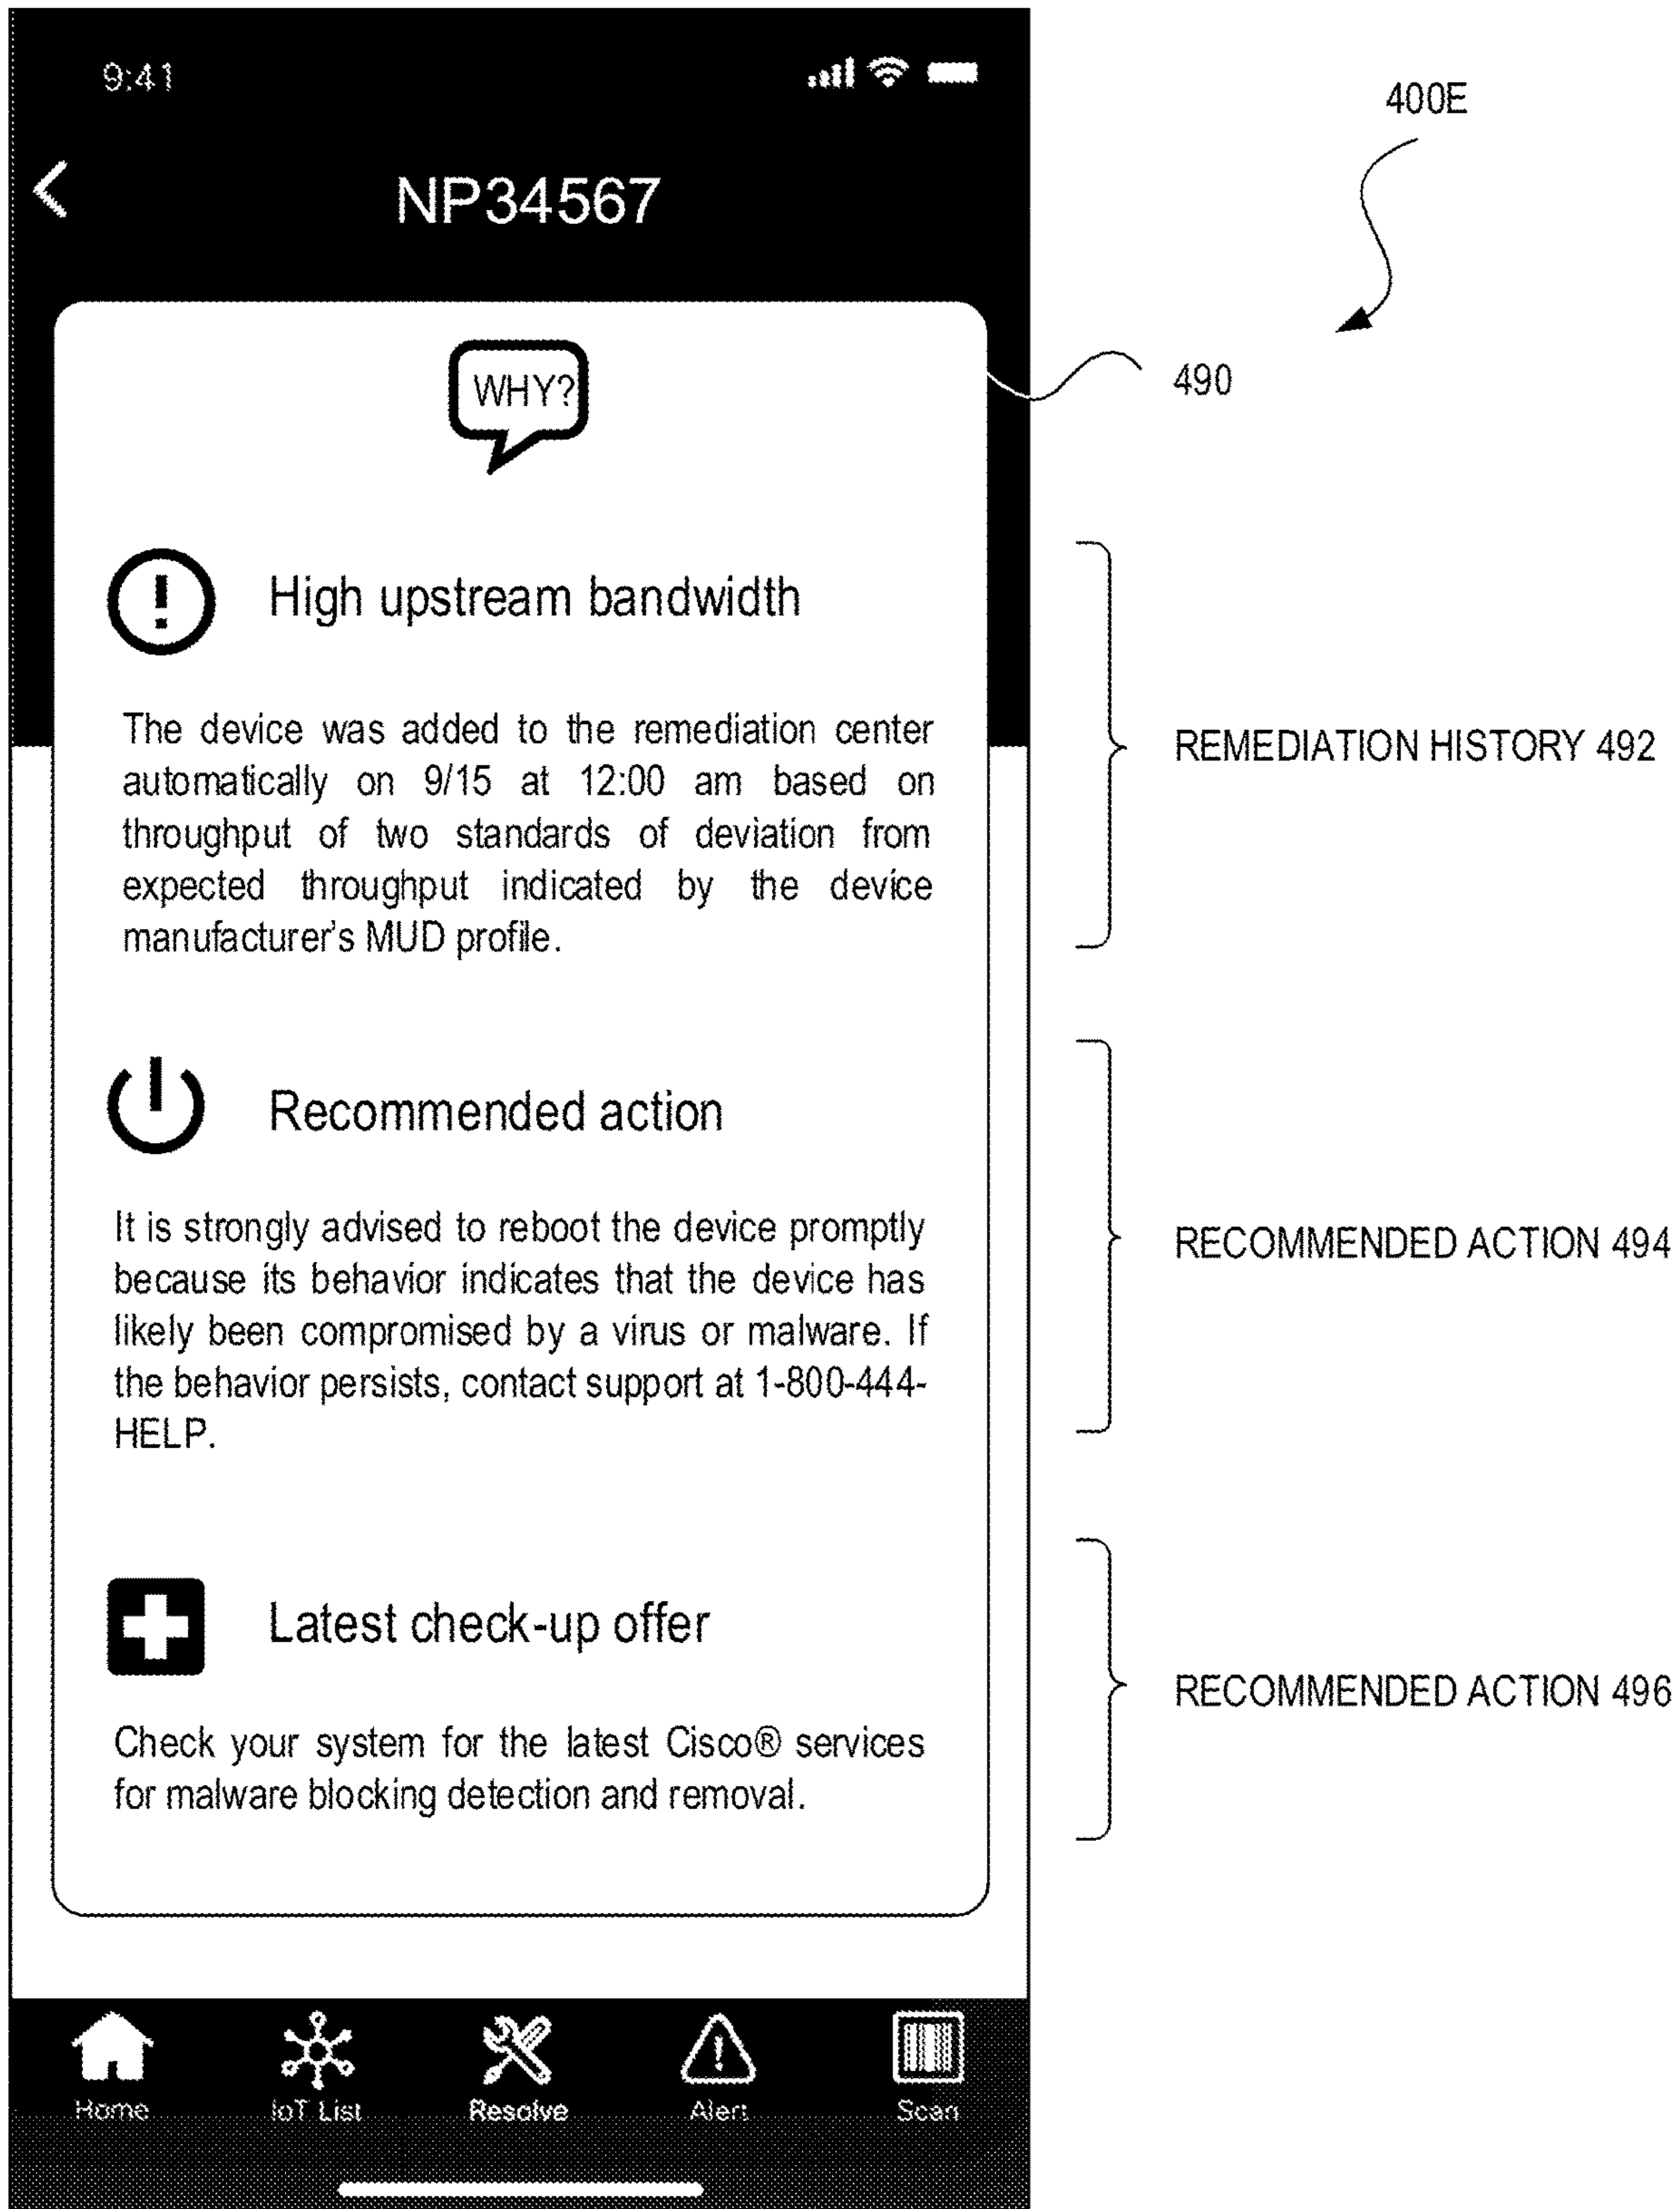 9:41
400E
NP34567
WHY?
490
High upstream bandwidth
The device was added to the remediation center
automatically on 9/15 at 12:00 am based on
throughput of two standards of deviation from
expected throughput indicated by the device
manufacturer's MUD profile.
REMEDIATION HISTORY 492
Recommended action
It is strongly advised to reboot the device promptly
because its behavior indicates that the device has
likely been compromised by a virus or malware. If
the behavior persists, contact support at 1-800-444-
HELP.
RECOMMENDED ACTION 494
Latest check-up offer
Check your system for the latest Cisco® services
for malware blocking detection and removal.
RECOMMENDED ACTION 496
Home IoT List Resolve Alert Scan